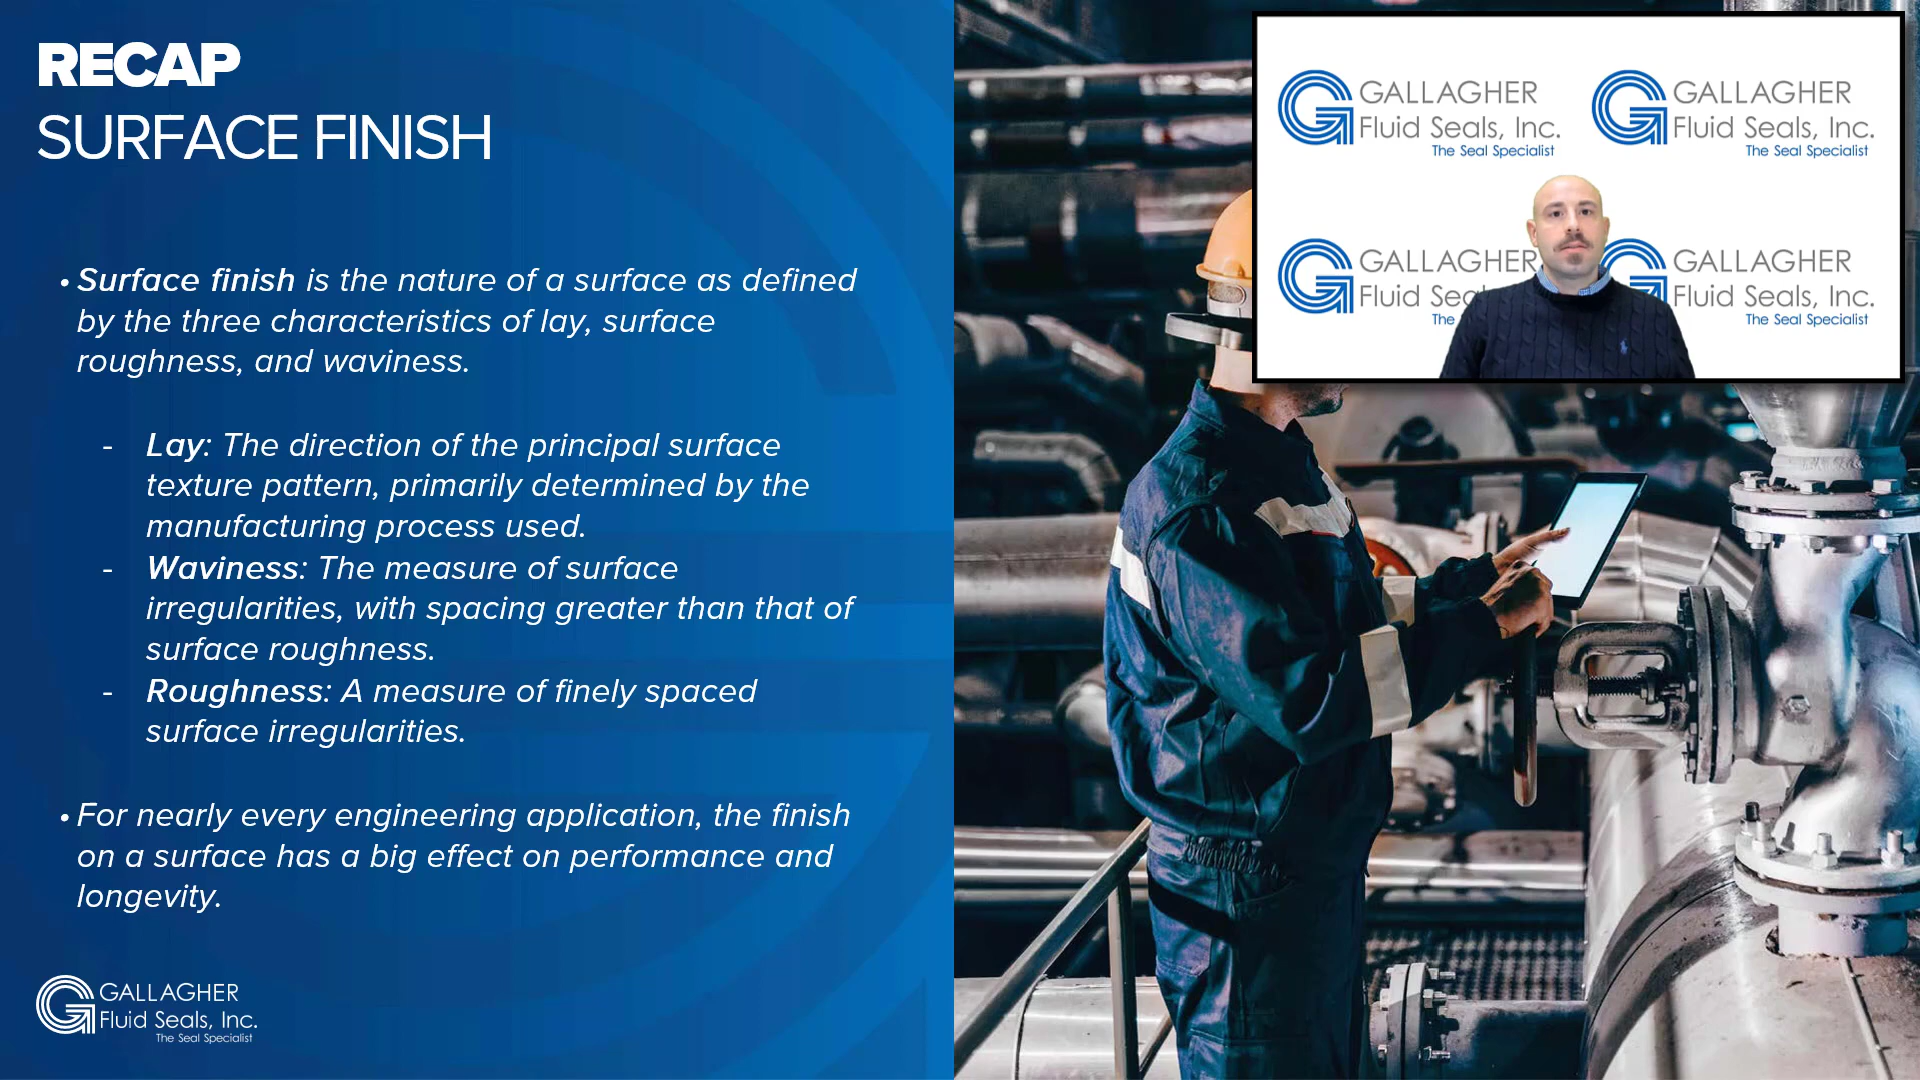 RECAP
SURFACE FINISH
• Surface finish is the nature of a surface as defined
by the three characteristics of lay, surface
roughness, and waviness.
- Lay: The direction of the principal surface
texture pattern, primarily determined by the
manufacturing process used.
- Waviness: The measure of surface
irregularities, with spacing greater than that of
surface roughness.
- Roughness: A measure of finely spaced
surface irregularities.
• For nearly every engineering application, the finish
on a surface has a big effect on performance and
longevity.
GALLAGHER
Fluid Seals, Inc.
The Seal Specialist
GALLAGHER
Fluid Seals, Inc.
The Seal Specialist
GALLAGHER
Fluid Seals, Inc.
The Seal Specialist
GALLAGHER
Fluid
The
GALLAGHER
Fluid Seals, Inc.
The Seal Specialist